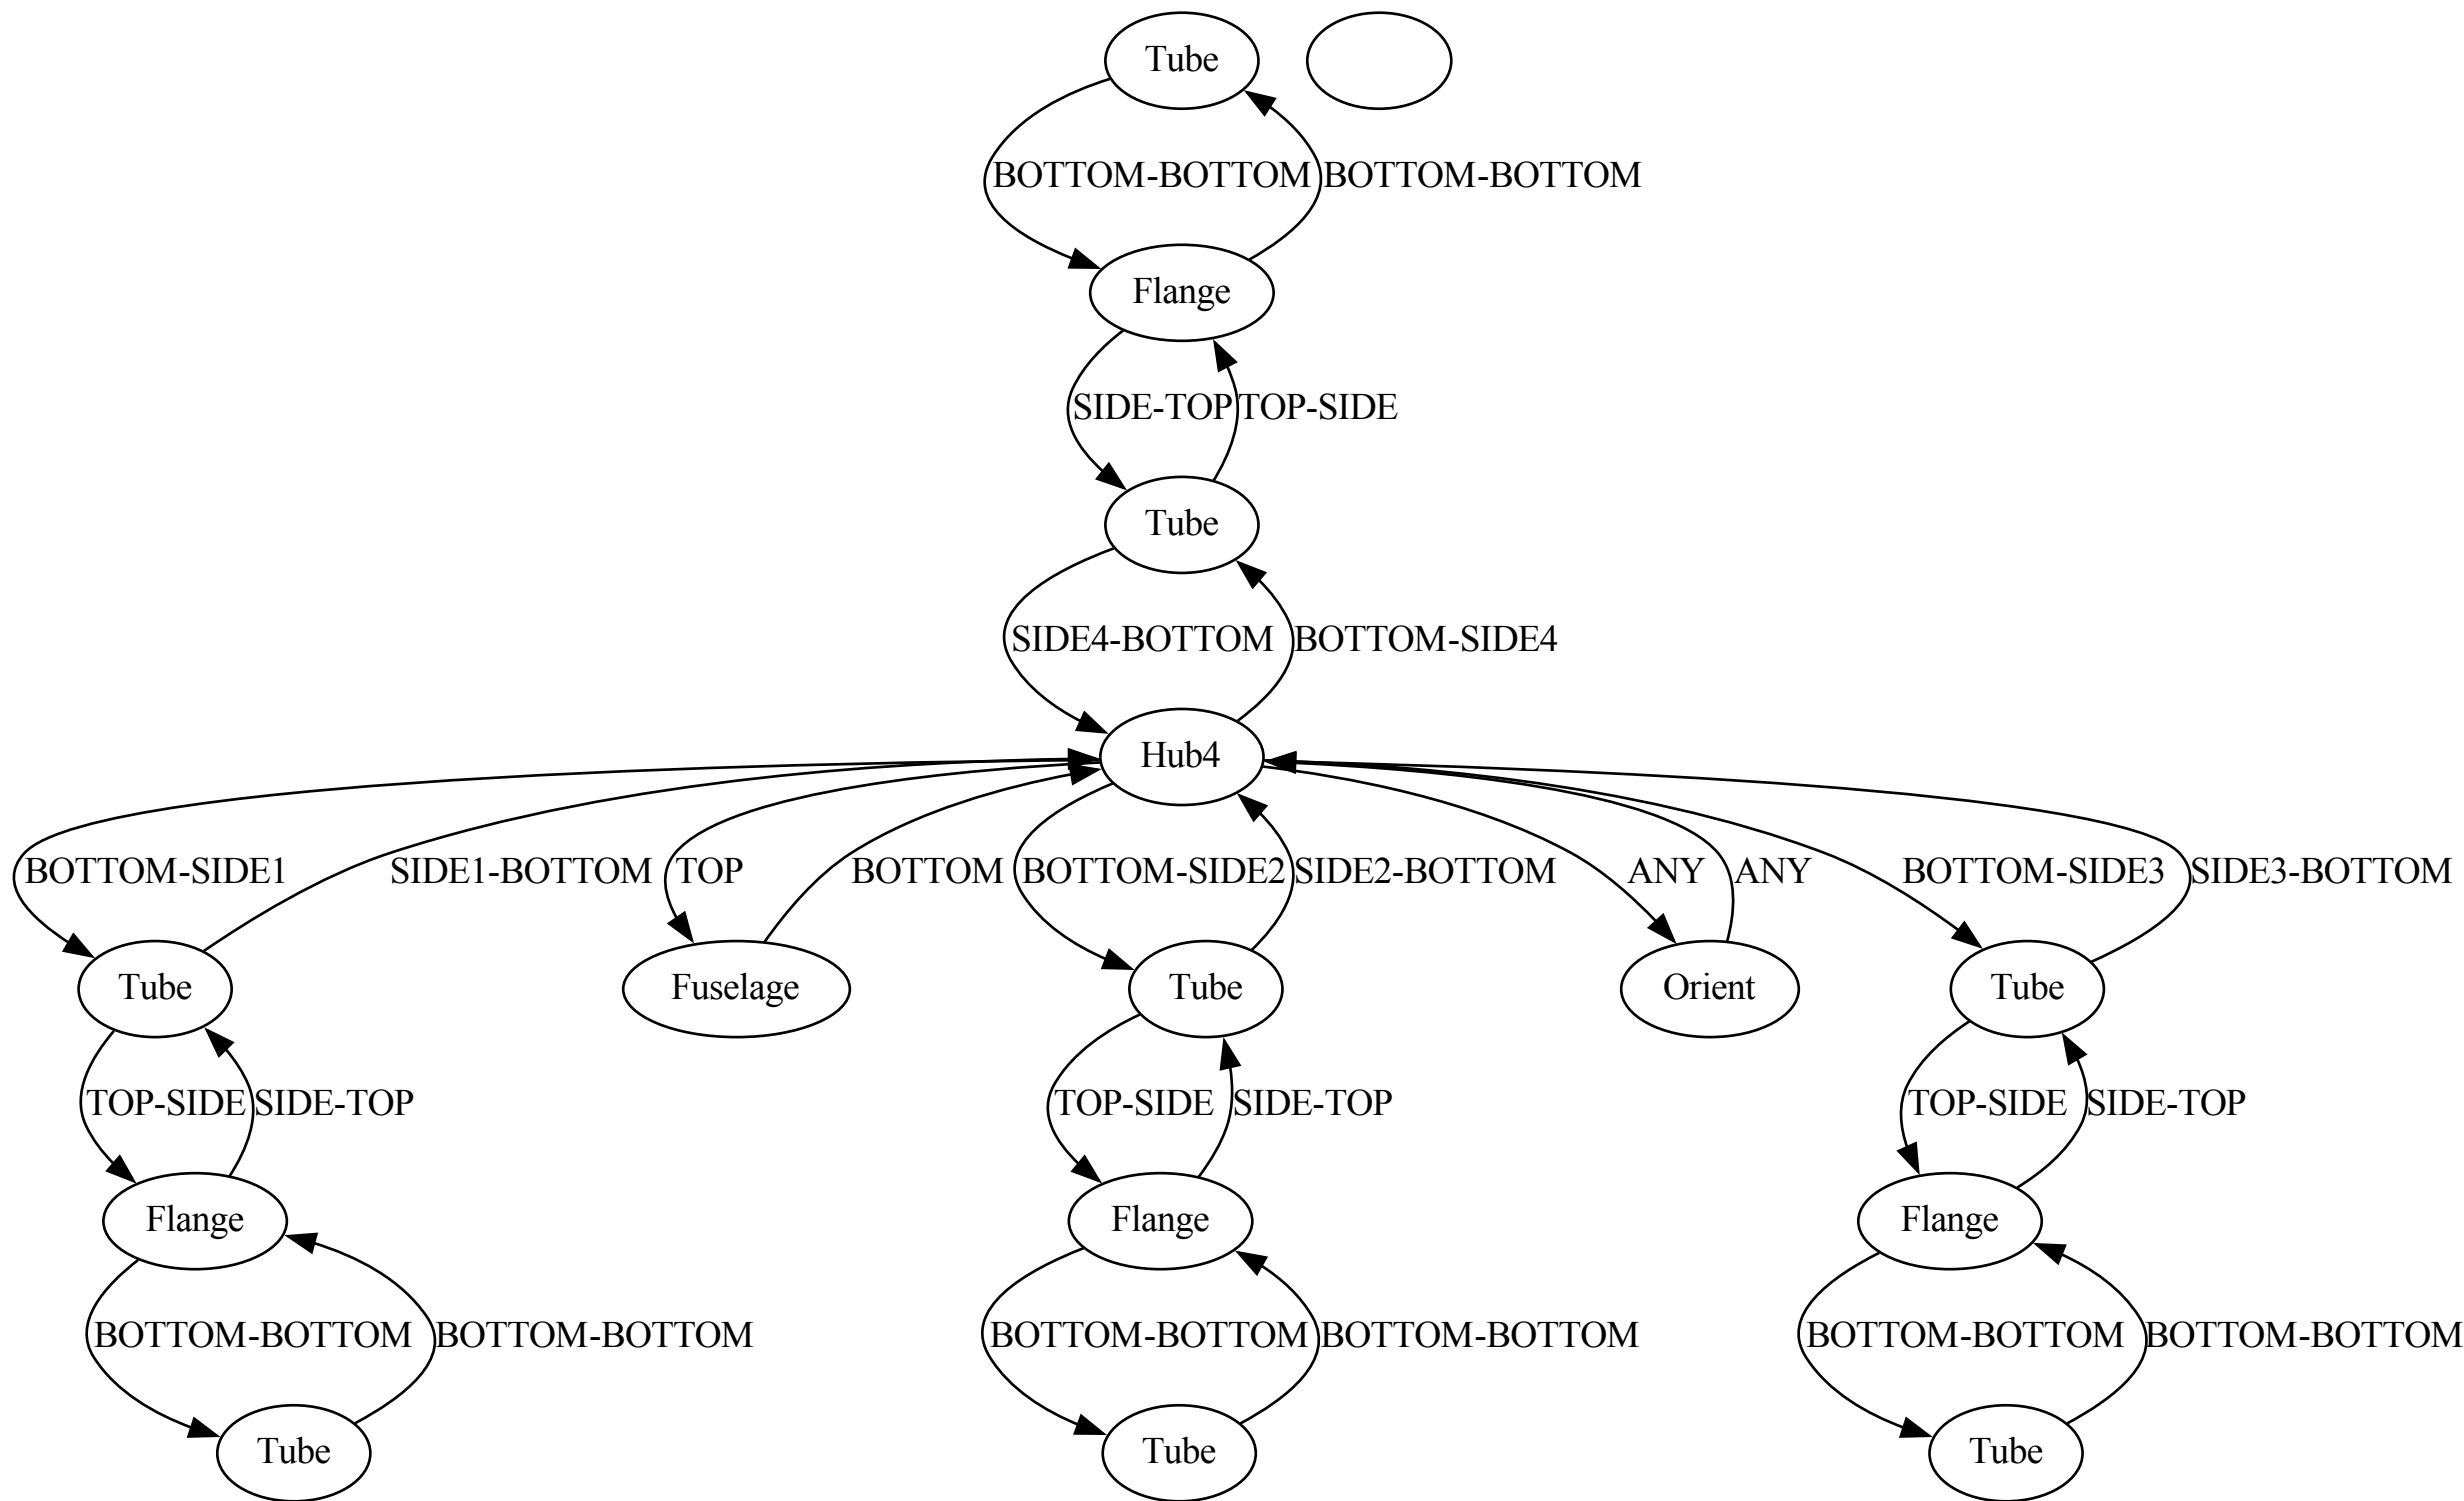 Tube
BOTTOM-BOTTOM BOTTOM-BOTTOM
Flange
SIDE-TOP TOP-SIDE
Tube
SIDE4-BOTTOM BOTTOM-SIDE4
Hub4
BOTTOM-SIDE1 SIDE1-BOTTOM TOP BOTTOM BOTTOM-SIDE2 SIDE2-BOTTOM ANY ANY BOTTOM-SIDE3 SIDE3-BOTTOM
Tube Fuselage Tube Orient Tube
TOP-SIDE SIDE-TOP TOP-SIDE SIDE-TOP TOP-SIDE SIDE-TOP
Flange Flange Flange
BOTTOM-BOTTOM BOTTOM-BOTTOM BOTTOM-BOTTOM BOTTOM-BOTTOM BOTTOM-BOTTOM BOTTOM-BOTTOM
Tube Tube Tube